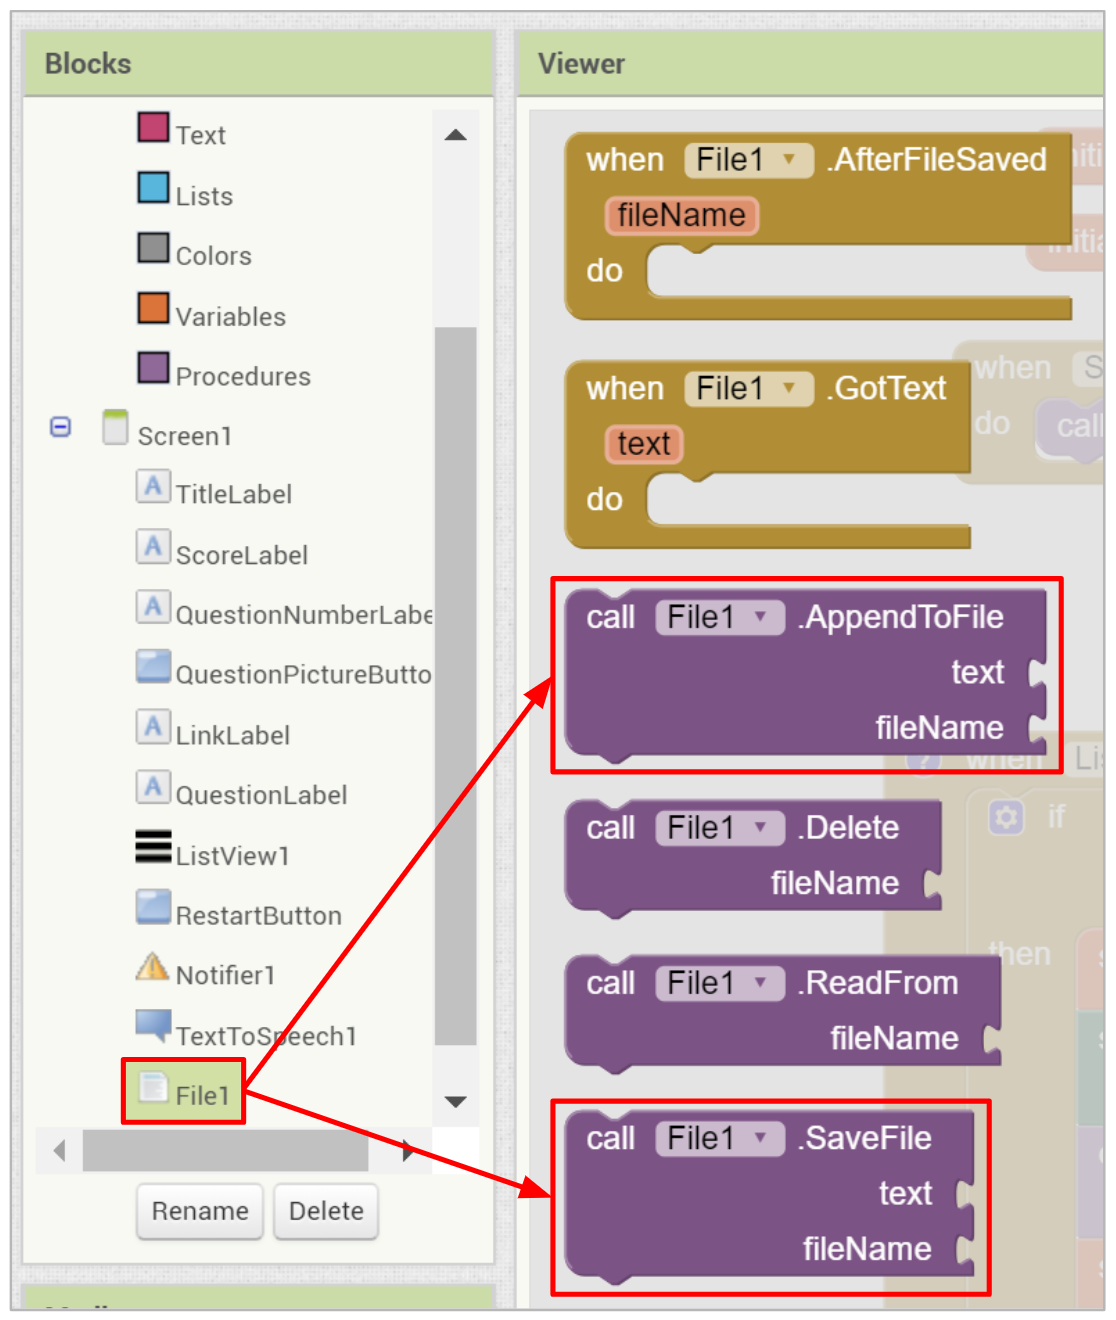 Blocks
Text
Lists
Colors
Variables
Procedures
Screen1
TitleLabel
ScoreLabel
QuestionNumberLabe
QuestionPictureButto
LinkLabel
QuestionLabel
ListView1
RestartButton
Notifier1
TextToSpeech1
File1
Rename
Delete
Viewer
when File1 .AfterFileSaved
fileName
do
when File1 .GotText
text
do
call File1 .AppendToFile
text
fileName
call File1 .Delete
fileName
call File1 .ReadFrom
fileName
call File1 .SaveFile
text
fileName
when S
do call
when Li
? if
then